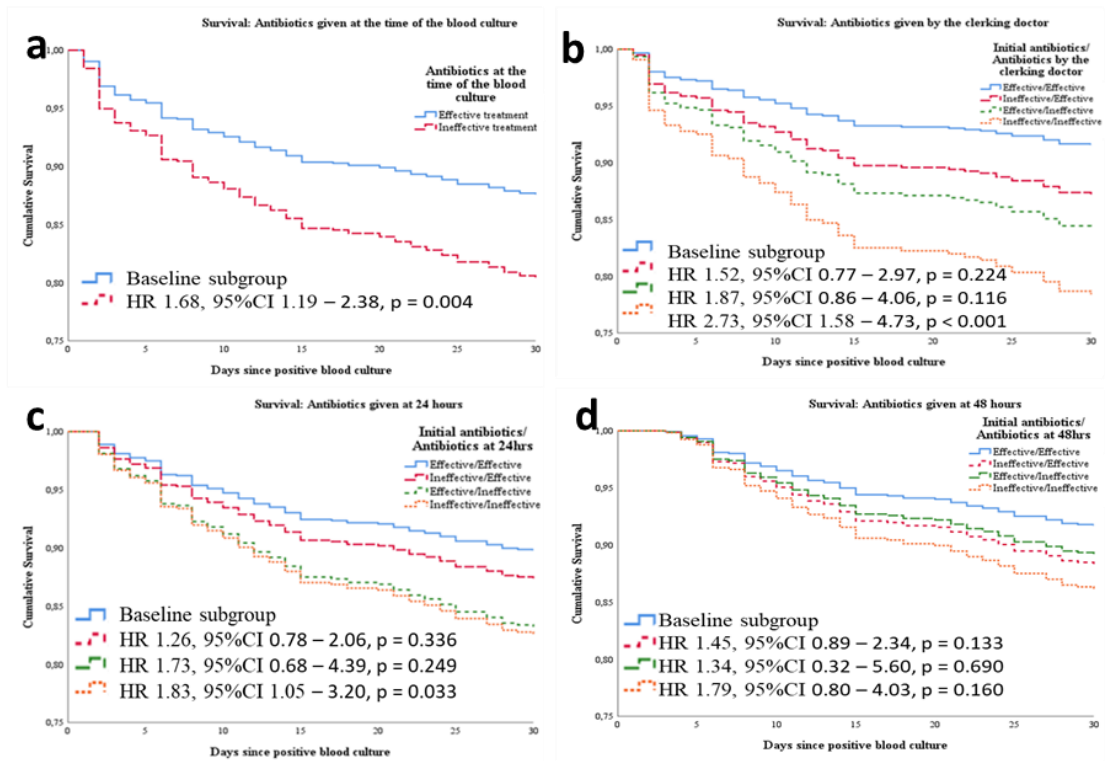 a
Survival: Antibiotics given at the time of the blood culture
1,00
0,95
0,90
0,85
0,80
0,75
Cumulative Survival
Antibiotics at the
time of the blood
culture
Effective treatment
Ineffective treatment
Baseline subgroup
HR 1.68, 95%CI 1.19 – 2.38, p = 0.004
0 5 10 15 20 25 30
Days since positive blood culture
b
Survival: Antibiotics given by the clerking doctor
1,00
0,95
0,90
0,85
0,80
0,75
Cumulative Survival
Initial antibiotics/
Antibiotics by the
clerking doctor
Effective/Effective
Ineffective/Effective
Effective/Ineffective
Ineffective/Ineffective
Baseline subgroup
HR 1.52, 95%CI 0.77 – 2.97, p = 0.224
HR 1.87, 95%CI 0.86 – 4.06, p = 0.116
HR 2.73, 95%CI 1.58 – 4.73, p < 0.001
0 5 10 15 20 25 30
Days since positive blood culture
c
Survival: Antibiotics given at 24 hours
1,00
0,95
0,90
0,85
0,80
0,75
Cumulative Survival
Initial antibiotics/
Antibiotics at 24hrs
Effective/Effective
Ineffective/Effective
Effective/Ineffective
Ineffective/Ineffective
Baseline subgroup
HR 1.26, 95%CI 0.78 – 2.06, p = 0.336
HR 1.73, 95%CI 0.68 – 4.39, p = 0.249
HR 1.83, 95%CI 1.05 – 3.20, p = 0.033
0 5 10 15 20 25 30
Days since positive blood culture
d
Survival: Antibiotics given at 48 hours
1,00
0,95
0,90
0,85
0,80
0,75
Cumulative Survival
Initial antibiotics/
Antibiotics at 48hrs
Effective/Effective
Ineffective/Effective
Effective/Ineffective
Ineffective/Ineffective
Baseline subgroup
HR 1.45, 95%CI 0.89 – 2.34, p = 0.133
HR 1.34, 95%CI 0.32 – 5.60, p = 0.690
HR 1.79, 95%CI 0.80 – 4.03, p = 0.160
0 5 10 15 20 25 30
Days since positive blood culture